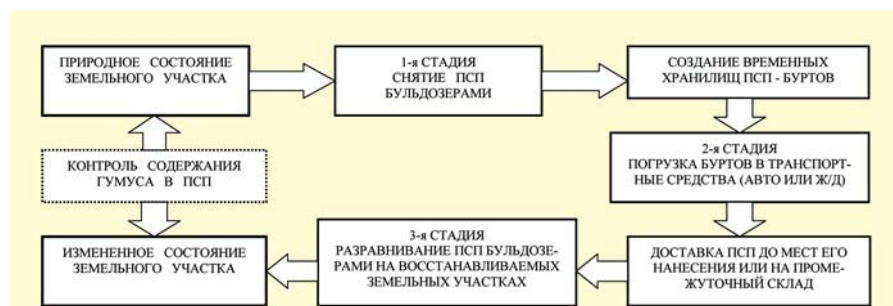 ПРИРОДНОЕ СОСТОЯНИЕ
ЗЕМЕЛЬНОГО УЧАСТКА
1-я СТАДИЯ
СНЯТИЕ ПСП
БУЛЬДОЗЕРАМИ
СОЗДАНИЕ ВРЕМЕННЫХ
ХРАНИЛИЩ ПСП - БУРТОВ
2-я СТАДИЯ
ПОГРУЗКА БУРТОВ В ТРАНСПОРТ-
НЫЕ СРЕДСТВА (АВТО ИЛИ Ж/Д)
ДОСТАВКА ПСП ДО МЕСТ ЕГО
НАНЕСЕНИЯ ИЛИ НА ПРОМЕ-
ЖУТОЧНЫЙ СКЛАД
3-я СТАДИЯ
РАЗРАВНИВАНИЕ ПСП БУЛЬДОЗЕ-
РАМИ НА ВОССТАНАВЛИВАЕМЫХ
ЗЕМЕЛЬНЫХ УЧАСТКАХ
ИЗМЕНЕННОЕ СОСТОЯНИЕ
ЗЕМЕЛЬНОГО УЧАСТКА
КОНТРОЛЬ СОДЕРЖАНИЯ
ГУМУСА В ПСП